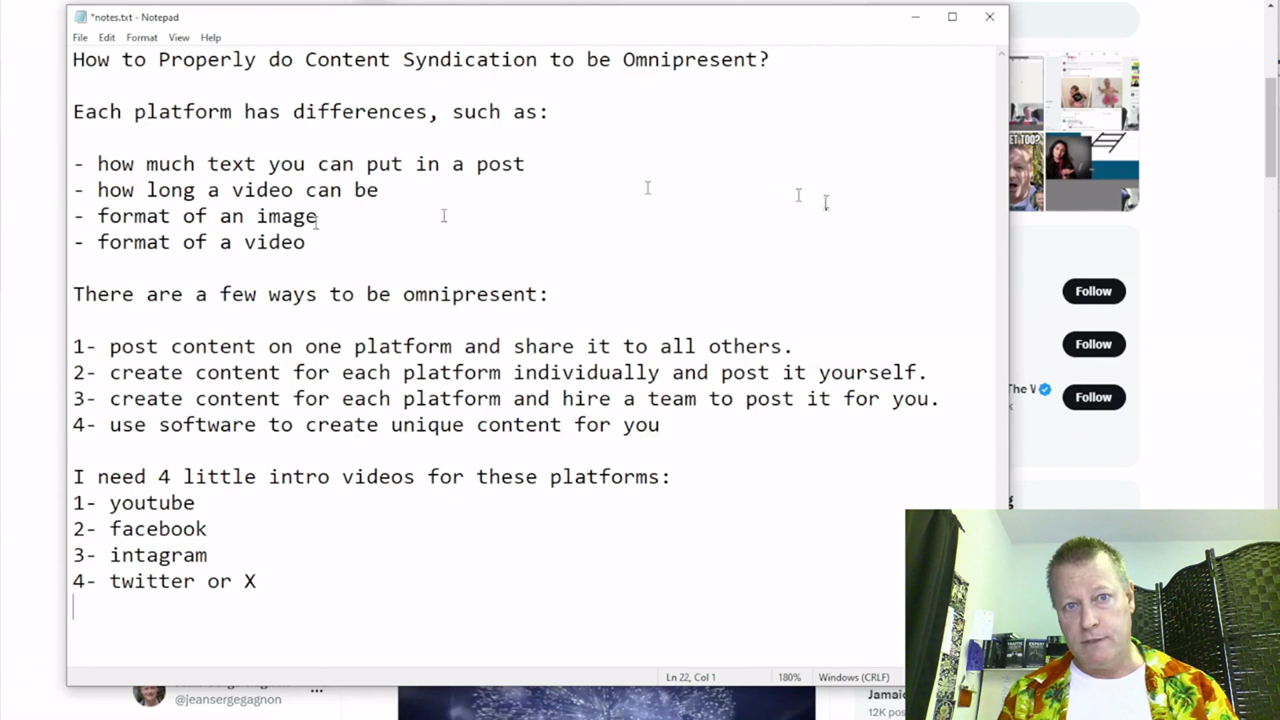 *notes.txt - Notepad
File Edit Format View Help
How to Properly do Content Syndication to be Omnipresent?
Each platform has differences, such as:
- how much text you can put in a post
- how long a video can be
- format of an image
- format of a video
There are a few ways to be omnipresent:
1- post content on one platform and share it to all others.
2- create content for each platform individually and post it yourself.
3- create content for each platform and hire a team to post it for you.
4- use software to create unique content for you
I need 4 little intro videos for these platforms:
1- youtube
2- facebook
3- intagram
4- twitter or X
Ln 22, Col 1 180% Windows (CRLF)
GET TOO?
Follow
Follow
The
Follow
@jeansergegagnon
Jamaic
12K pos